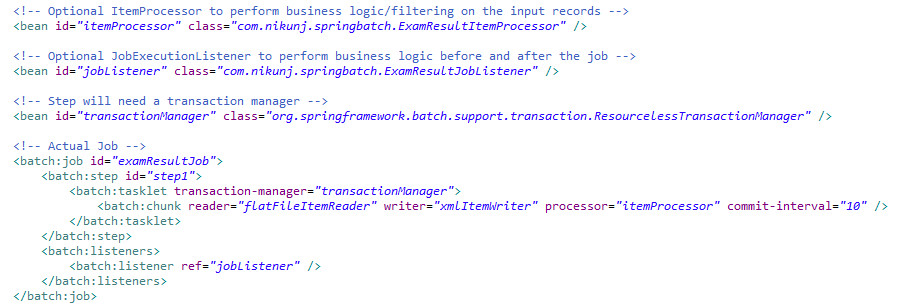 <!-- Optional ItemProcessor to perform business logic/filtering on the input records -->
<bean id="itemProcessor" class="com.nikunj.springbatch.ExamResultItemProcessor" />

<!-- Optional JobExecutionListener to perform business logic before and after the job -->
<bean id="jobListener" class="com.nikunj.springbatch.ExamResultJobListener" />

<!-- Step will need a transaction manager -->
<bean id="transactionManager" class="org.springframework.batch.support.transaction.ResourcelessTransactionManager" />

<!-- Actual Job -->
<batch:job id="examResultJob">
    <batch:step id="step1">
        <batch:tasklet transaction-manager="transactionManager">
            <batch:chunk reader="flatFileItemReader" writer="xmlItemWriter" processor="itemProcessor" commit-interval="10" />
        </batch:tasklet>
    </batch:step>
    <batch:listeners>
        <batch:listener ref="jobListener" />
    </batch:listeners>
</batch:job>